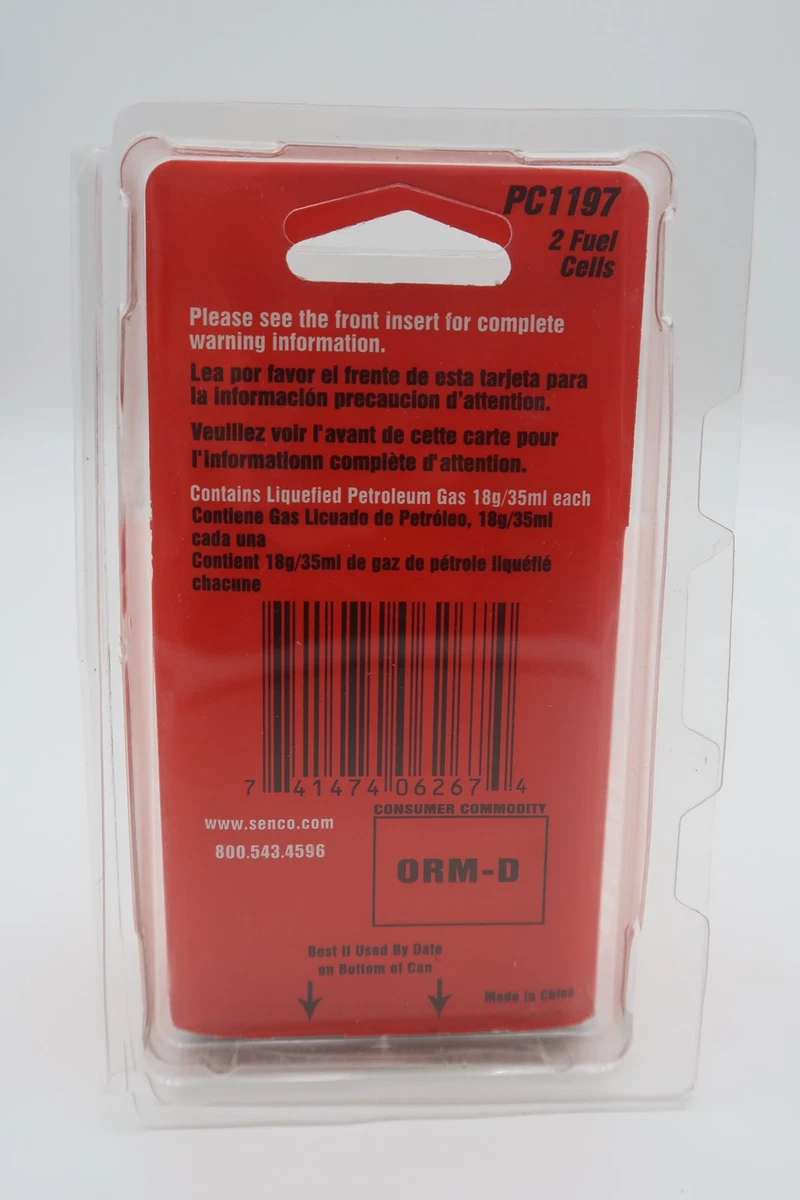 PC1197
2 Fuel
Cells
Please see the front insert for complete
warning information.
Lea por favor el frente de esta tarjeta para
la información precaucion d'attention.
Veuillez voir l'avant de cette carte pour
l'informationn complète d'attention.
Contains Liquefied Petroleum Gas 18g/35ml each
Contiene Gas Licuado de Petróleo, 18g/35ml
cada una
Contient 18g/35ml de gaz de pétrole liquéfié
chacune
7 41474 06267 4
CONSUMER COMMODITY
www.senco.com
800.543.4596
ORM-D
Best If Used By Date
on Bottom of Can
Made in China